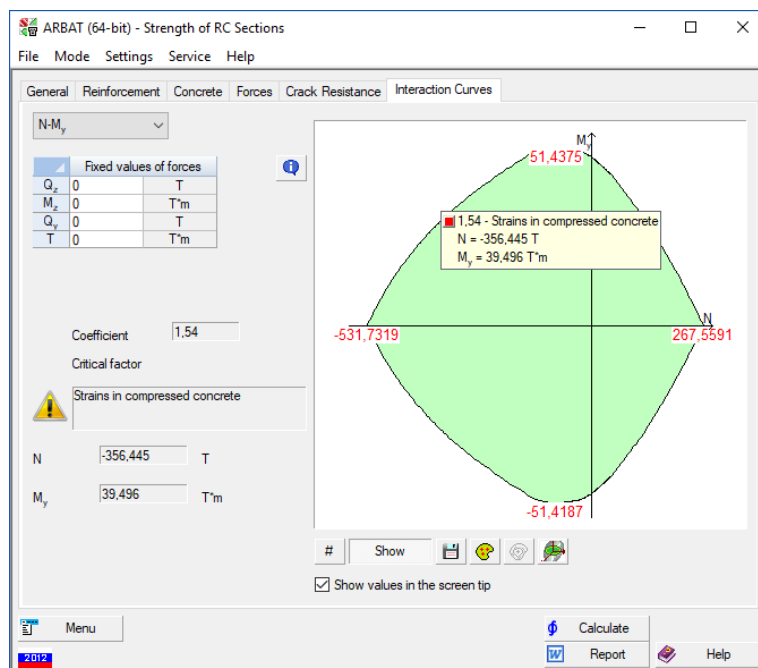 ARBAT (64-bit) - Strength of RC Sections
File Mode Settings Service Help
General Reinforcement Concrete Forces Crack Resistance Interaction Curves
N-My
Fixed values of forces
Qz 0 T
Mz 0 T*m
Qy 0 T
T 0 T*m
Coefficient 1,54
Critical factor
Strains in compressed concrete
N -356,445 T
My 39,496 T*m
My
51,4375
1,54 - Strains in compressed concrete
N = -356,445 T
My = 39,496 T*m
N
-531,7319
267,5591
-51,4187
# Show
Show values in the screen tip
Menu
Calculate
2012
Report
Help